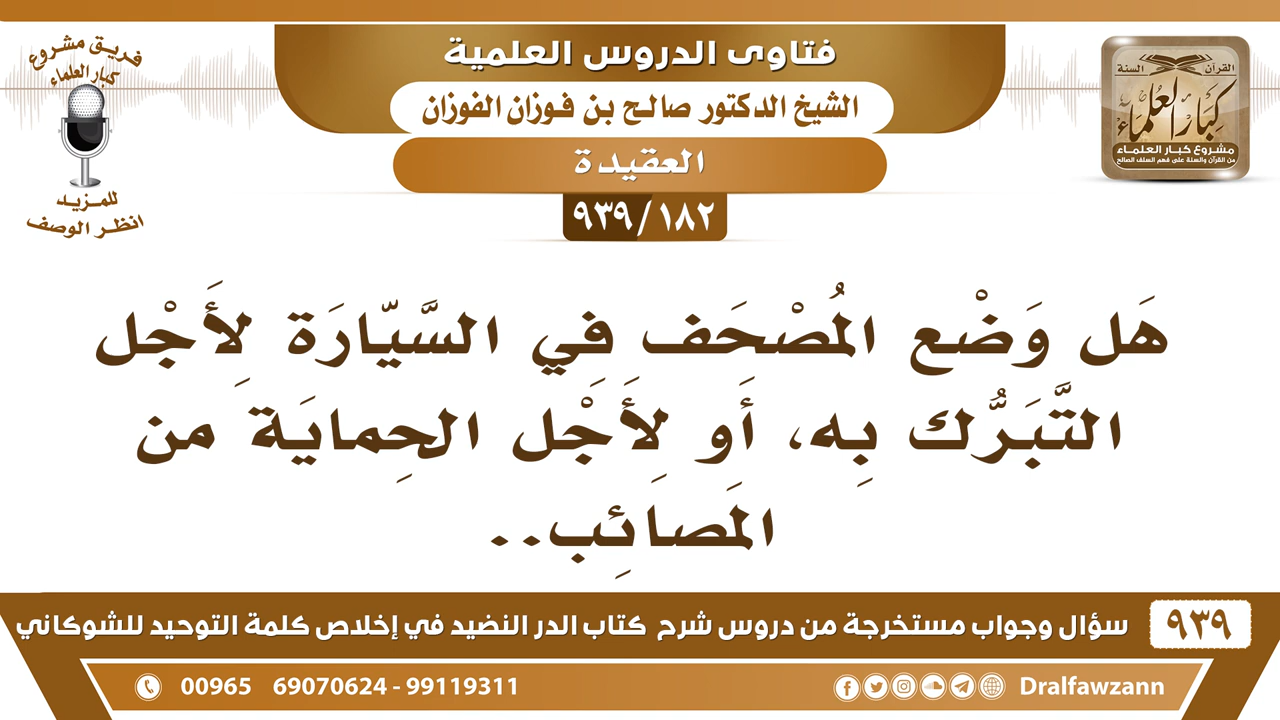 فريق مشروع
كبار العلماء
للمزيد
انظر الوصف
فتاوى الدروس العلمية
الشيخ الدكتور صالح بن فوزان الفوزان
العقيدة
١٨٢/٩٣٩
القرآن السنة
كبار العلماء
مشروع كبار العلماء
من القرآن والسنة على فهم السلف الصالح
هَل وَضْع المُصْحَف في السَّيّارَة لأَجْل
التَّبَرُّك بِه، أَو لِأَجْل الحِمايَة مِن
المَصائِب..
٩٣٩ سؤال وجواب مستخرجة من دروس شرح كتاب الدر النضيد في إخلاص كلمة التوحيد للشوكاني
00965 69070624 - 99119311
Dralfawzann